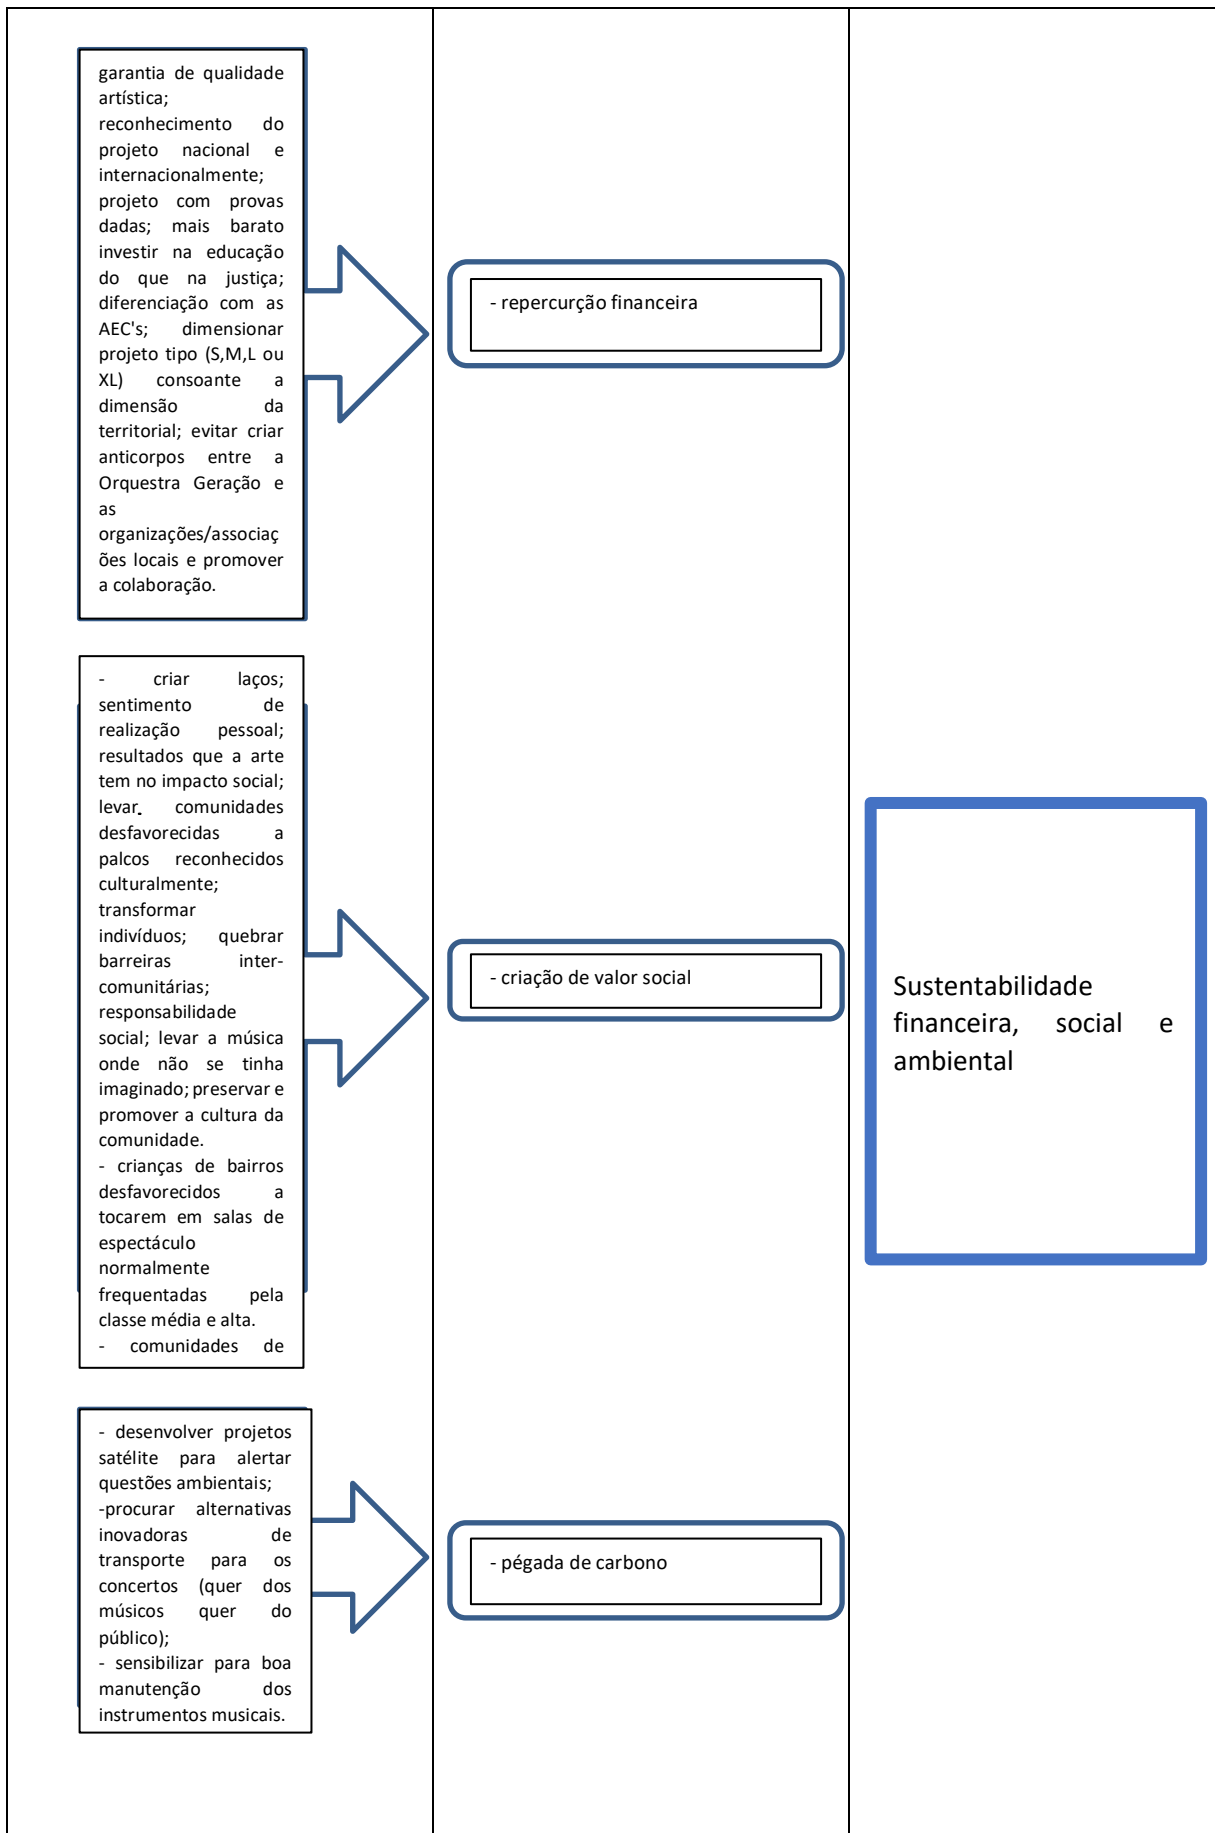 garantia de qualidade
artística;
reconhecimento do
projeto nacional e
internacionalmente;
projeto com provas
dadas; mais barato
investir na educação
do que na justiça;
diferenciação com as
AEC's; dimensionar
projeto tipo (S,M,L ou
XL) consoante a
dimensão da
territorial; evitar criar
anticorpos entre a
Orquestra Geração e
as
organizações/associaç
ões locais e promover
a colaboração.
- repercurção financeira
- criar laços;
sentimento de
realização pessoal;
resultados que a arte
tem no impacto social;
levar. comunidades
desfavorecidas a
palcos reconhecidos
culturalmente;
transformar
indivíduos; quebrar
barreiras inter-
comunitárias;
responsabilidade
social; levar a música
onde não se tinha
imaginado; preservar e
promover a cultura da
comunidade.
- crianças de bairros
desfavorecidos a
tocarem em salas de
espectáculo
normalmente
frequentadas pela
classe média e alta.
- comunidades de
- criação de valor social
Sustentabilidade
financeira, social e
ambiental
- desenvolver projetos
satélite para alertar
questões ambientais;
-procurar alternativas
inovadoras de
transporte para os
concertos (quer dos
músicos quer do
público);
- sensibilizar para boa
manutenção dos
instrumentos musicais.
- pégada de carbono